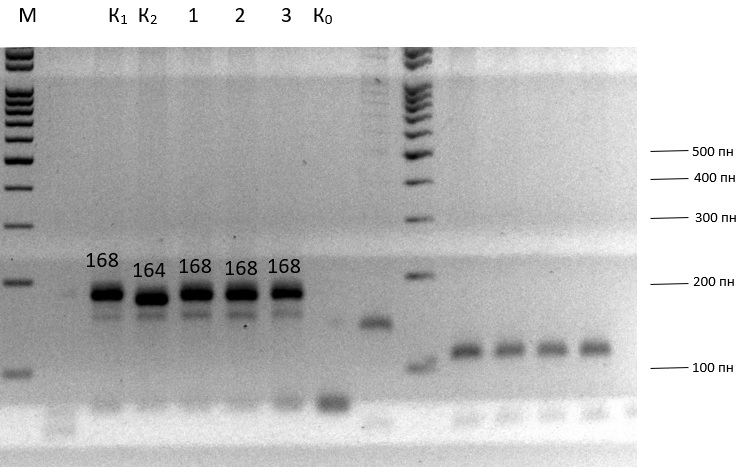 М К₁ К₂ 1 2 3 К₀
500 пн
400 пн
300 пн
168 164 168 168 168
200 пн
100 пн